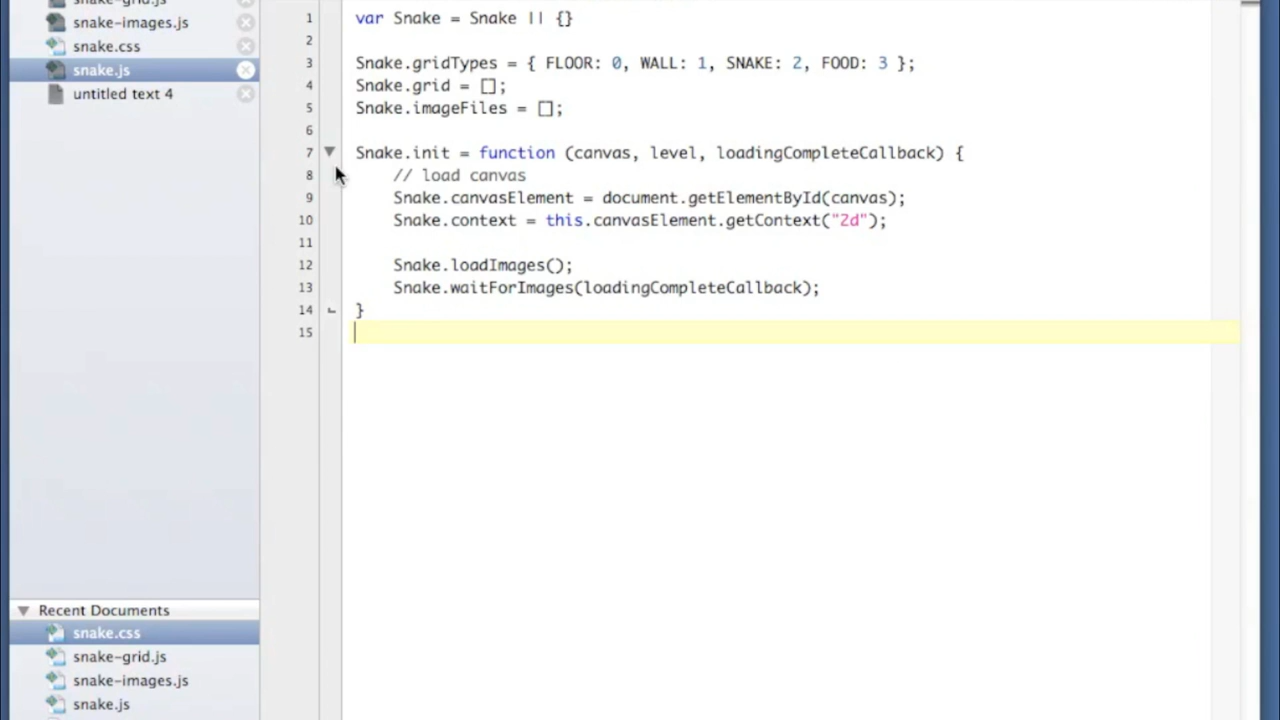 snake-grid.js
snake-images.js
snake.css
snake.js
untitled text 4
Recent Documents
snake.css
snake-grid.js
snake-images.js
snake.js
1 var Snake = Snake || {}
2
3 Snake.gridTypes = { FLOOR: 0, WALL: 1, SNAKE: 2, FOOD: 3 };
4 Snake.grid = [];
5 Snake.imageFiles = [];
6
7 Snake.init = function (canvas, level, loadingCompleteCallback) {
8 // load canvas
9 Snake.canvasElement = document.getElementById(canvas);
10 Snake.context = this.canvasElement.getContext("2d");
11
12 Snake.loadImages();
13 Snake.waitForImages(loadingCompleteCallback);
14 }
15